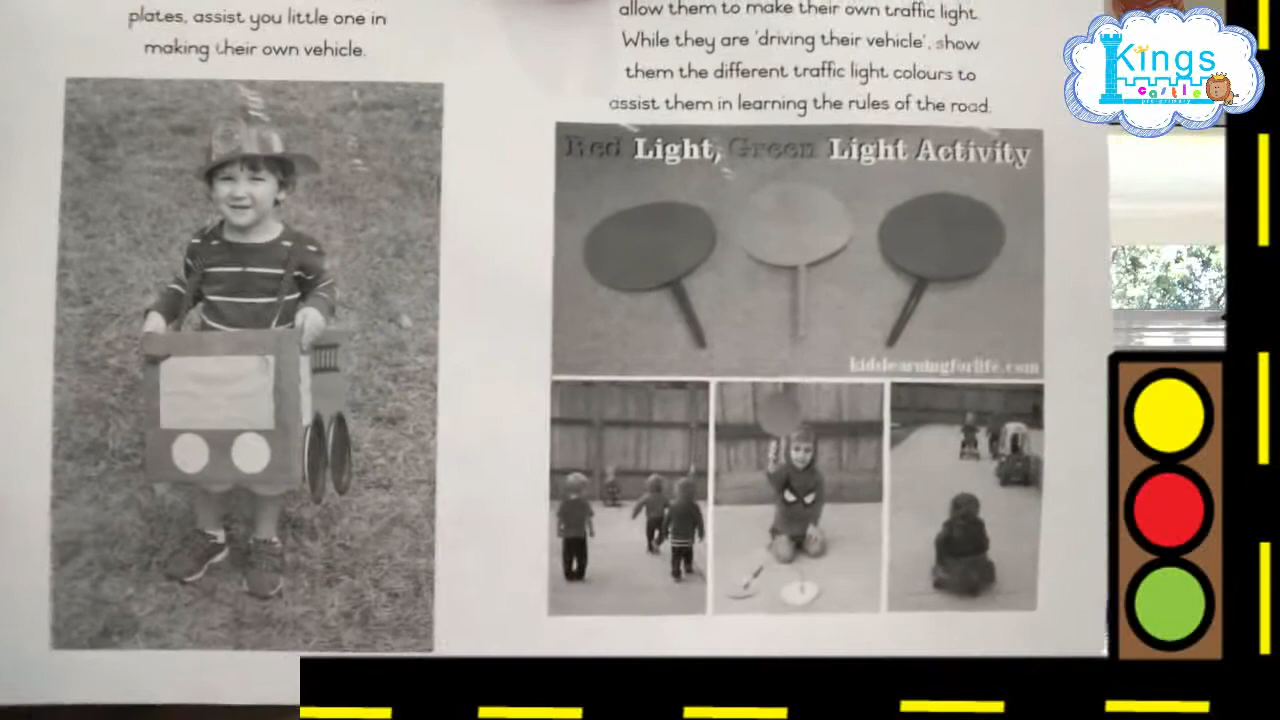 plates, assist you little one in
making their own vehicle.
allow them to make their own traffic light.
While they are 'driving their vehicle', show
them the different traffic light colours to
assist them in learning the rules of the road.
Red Light, Green Light Activity
kidslearningforlife.com
Kings
castle
pre-primary